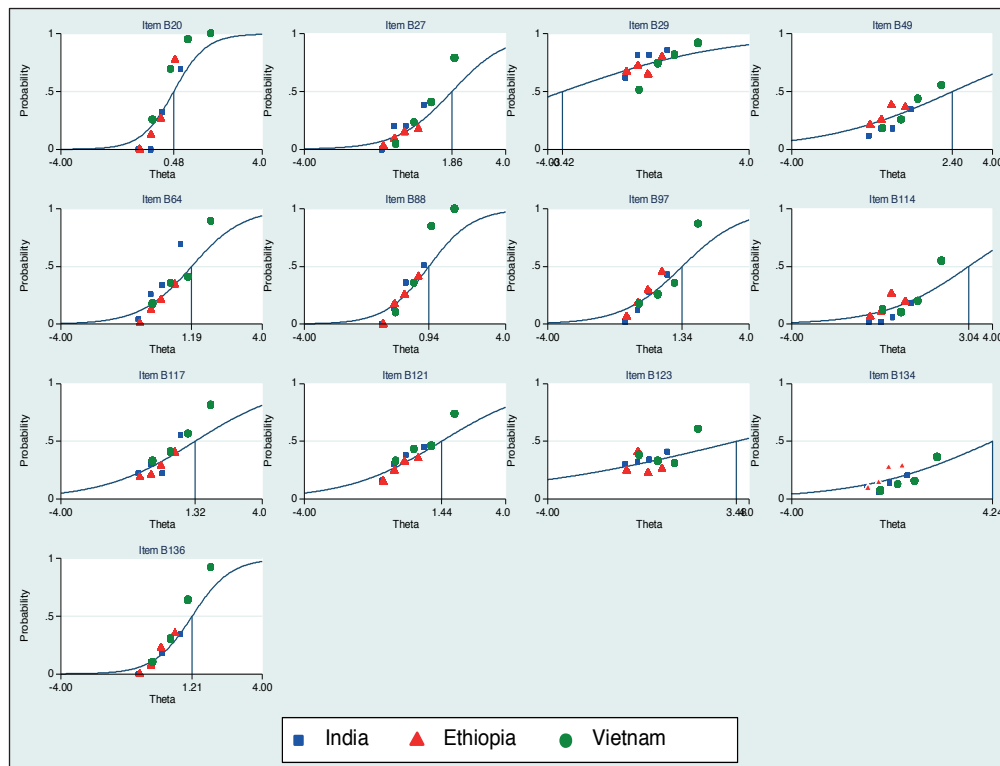 Item B20
1
Probability
.5
0
-4.00 0.48 4.0
Theta
Item B27
1
Probability
.5
0
-4.00 1.86 4.0
Theta
Item B29
1
Probability
.5
0
4.0
Theta
Item B49
1
Probability
.5
0
-4.00 2.40 4.00
Theta
Item B64
1
Probability
.5
0
-4.00 1.19 4.0
Theta
Item B88
1
Probability
.5
0
-4.00 0.94 4.0
Theta
Item B97
1
Probability
.5
0
-4.00 1.34 4.0
Theta
Item B114
1
Probability
.5
0
-4.00 3.04 4.00
Theta
Item B117
1
Probability
.5
0
-4.00 1.32 4.0
Theta
Item B121
1
Probability
.5
0
-4.00 1.44 4.0
Theta
Item B123
1
Probability
.5
0
-4.00
Theta
Item B134
1
Probability
.5
0
-4.00 4.24
Theta
Item B136
1
Probability
.5
0
-4.00 1.21 4.00
Theta
India Ethiopia Vietnam